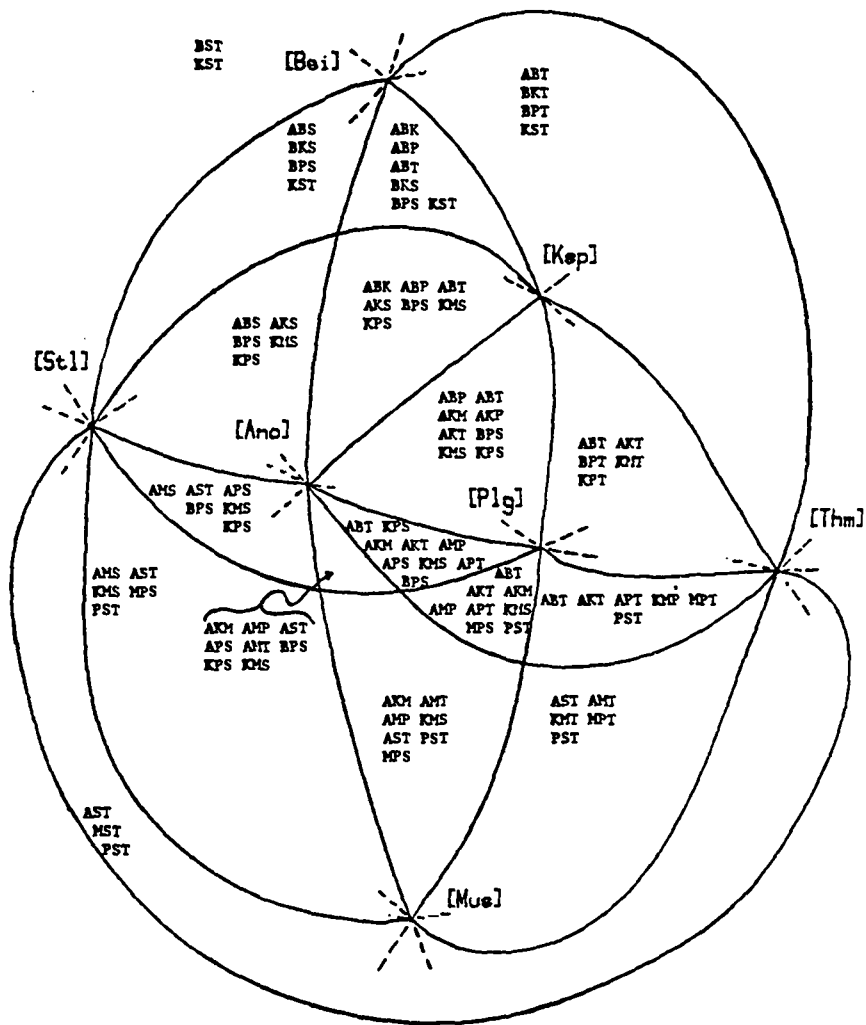 BST
KST
[Bei]
ABT
BKT
BPT
KST
ABS
BKS
BPS
KST
ABK
ABP
ABT
BKS
BPS KST
[Ksp]
ABK ABP ABT
AKS BPS KMS
KPS
ABS AKS
BPS KMS
KPS
[Stl]
ABP ABT
AKM AKP
AKT BPS
KMS KPS
[Ano]
ABT AKT
BPT KMT
KPT
[Plg]
[Thm]
AMS AST APS
BPS KMS
KPS
ABT KPS
AKM AKT AMP
APS KMS APT
BPS
ABT
AKT AKM
AMP APT KMS
MPS PST
ABT AKT APT KMP MPT
PST
AMS AST
KMS MPS
PST
AKM AMP AST
APS AMT BPS
KPS KMS
AKM AMT
AMP KMS
AST PST
MPS
AST AMT
KMT MPT
PST
AST
MST
PST
[Mus]